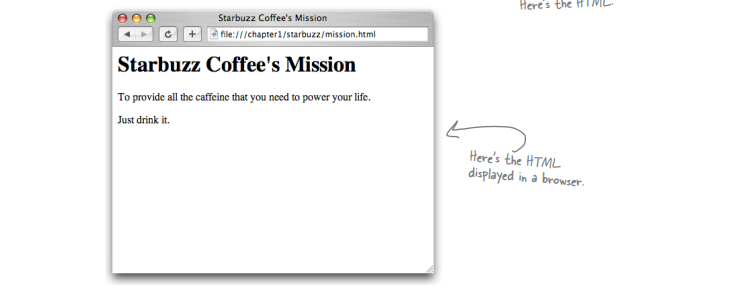 Here's the HTML.
Starbuzz Coffee's Mission
file:///chapter1/starbuzz/mission.html
Starbuzz Coffee's Mission
To provide all the caffeine that you need to power your life.
Just drink it.
Here's the HTML
displayed in a browser.